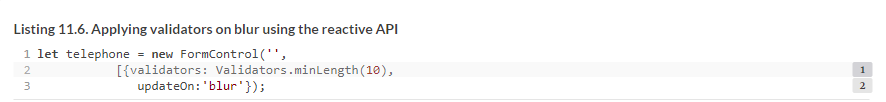 Listing 11.6. Applying validators on blur using the reactive API
1 let telephone = new FormControl('',
2 [{validators: Validators.minLength(10), 1
3 updateOn:'blur'}); 2